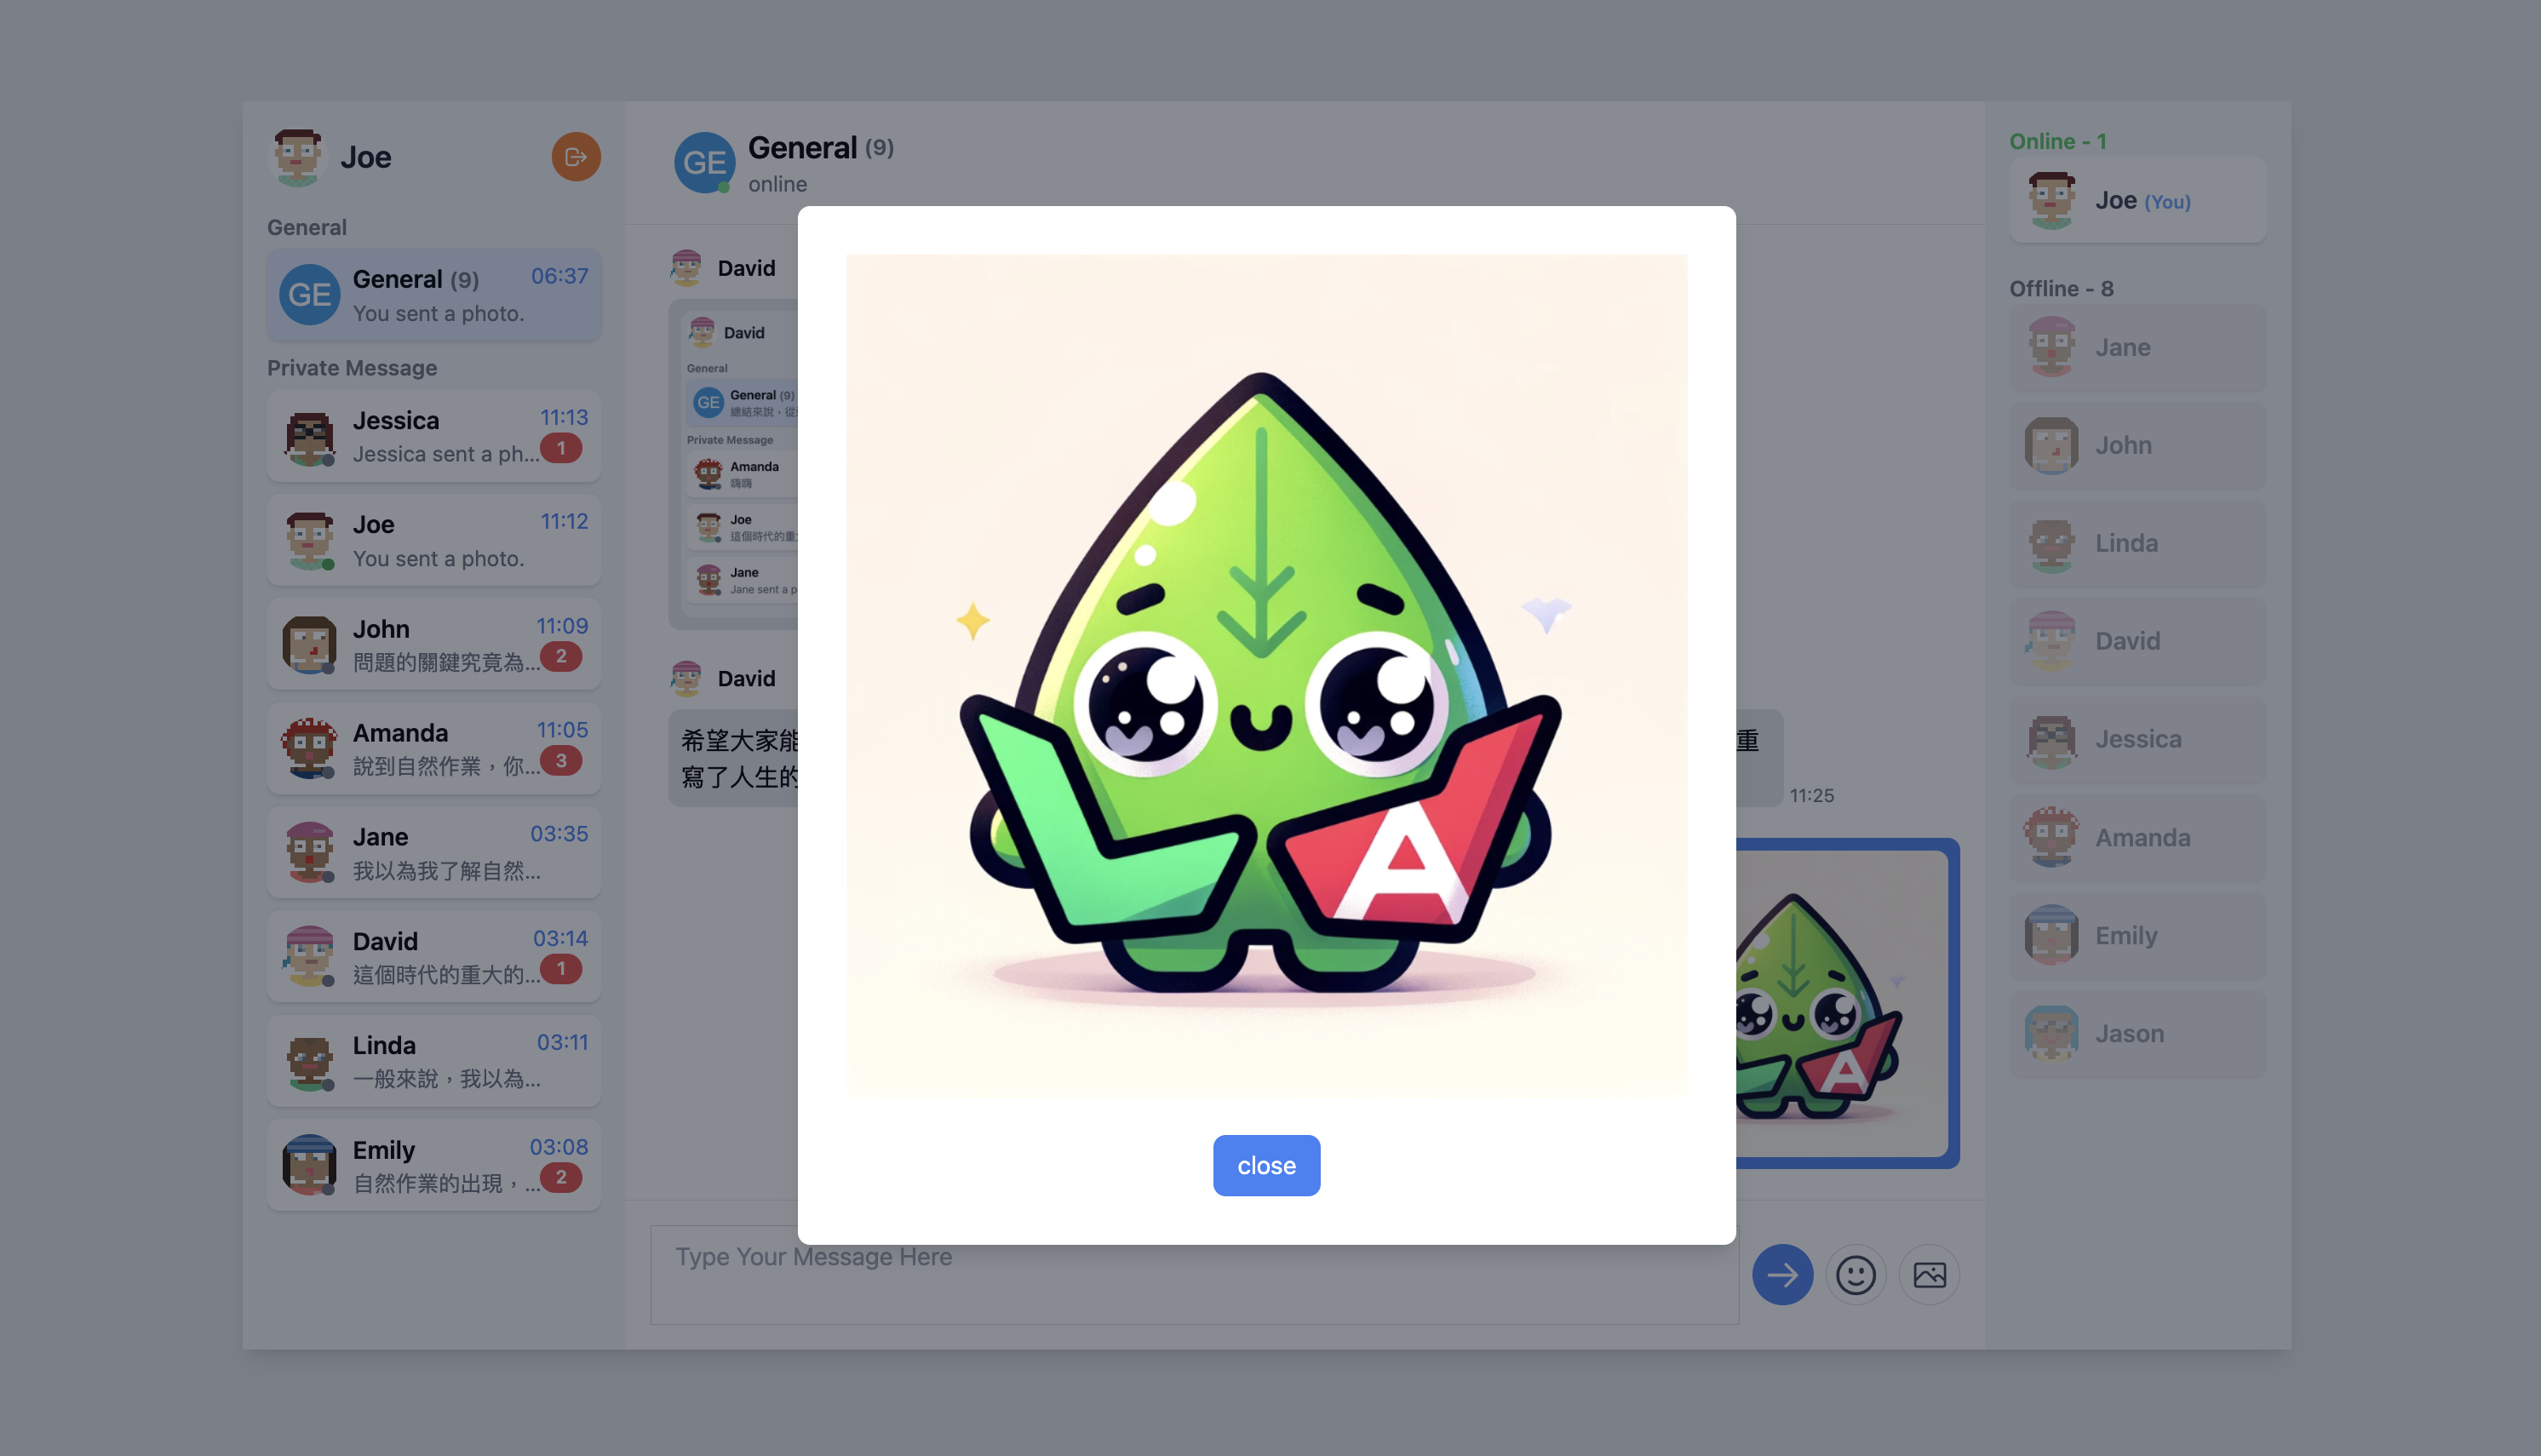 Joe
General
GE
General (9)
06:37
You sent a photo.
Private Message
Jessica
11:13
Jessica sent a ph...
1
Joe
11:12
You sent a photo.
John
11:09
問題的關鍵究竟為...
2
Amanda
11:05
說到自然作業，你...
3
Jane
03:35
我以為我了解自然...
David
03:14
這個時代的重大的...
1
Linda
03:11
一般來說，我以為...
Emily
03:08
自然作業的出現，...
2
GE
General (9)
online
David
David
General
GE
General (9)
總結來說，從
Private Message
Amanda
嗨嗨
Joe
這個時代的重
Jane
Jane sent a p
David
希望大家能
重
寫了人生的
11:25
A
A
close
Type Your Message Here
Online - 1
Joe (You)
Offline - 8
Jane
John
Linda
David
Jessica
Amanda
Emily
Jason